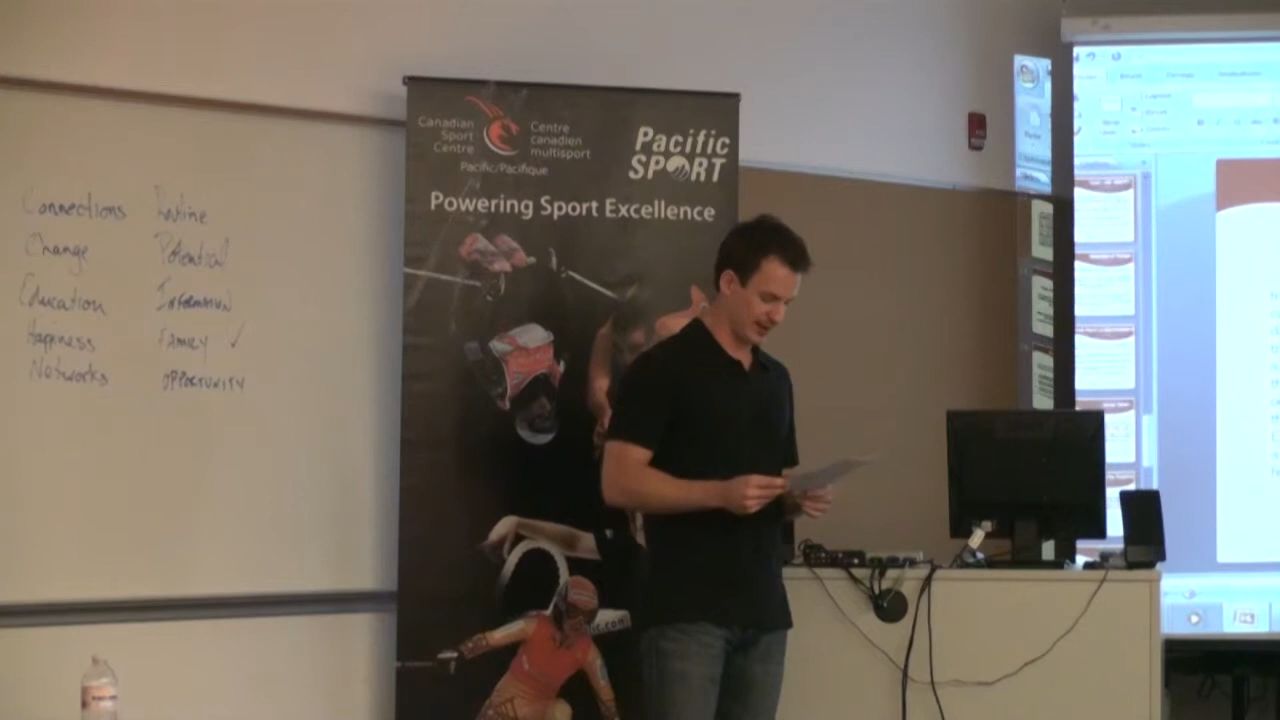 Connections Routine
Change Potential
Education Information
Happiness Family ✓
Networks Opportunity
Canadian
Sport
Centre
Centre
canadien
multisport
Pacific/Pacifique
Pacific
SPORT
Powering Sport Excellence